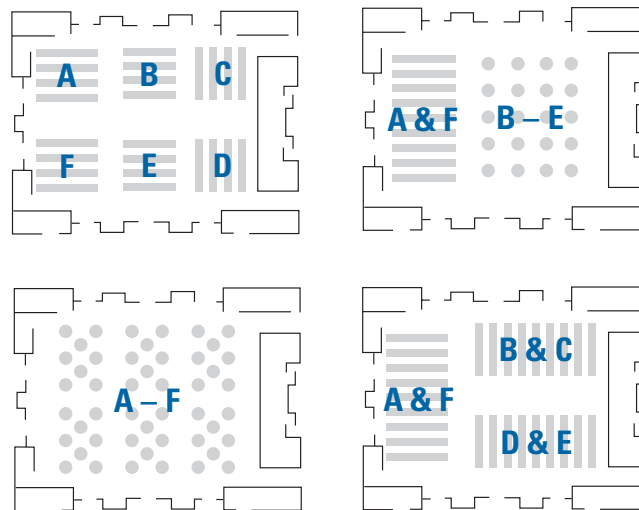 A B C
F E D
A & F B – E
A – F
B & C
A & F
D & E